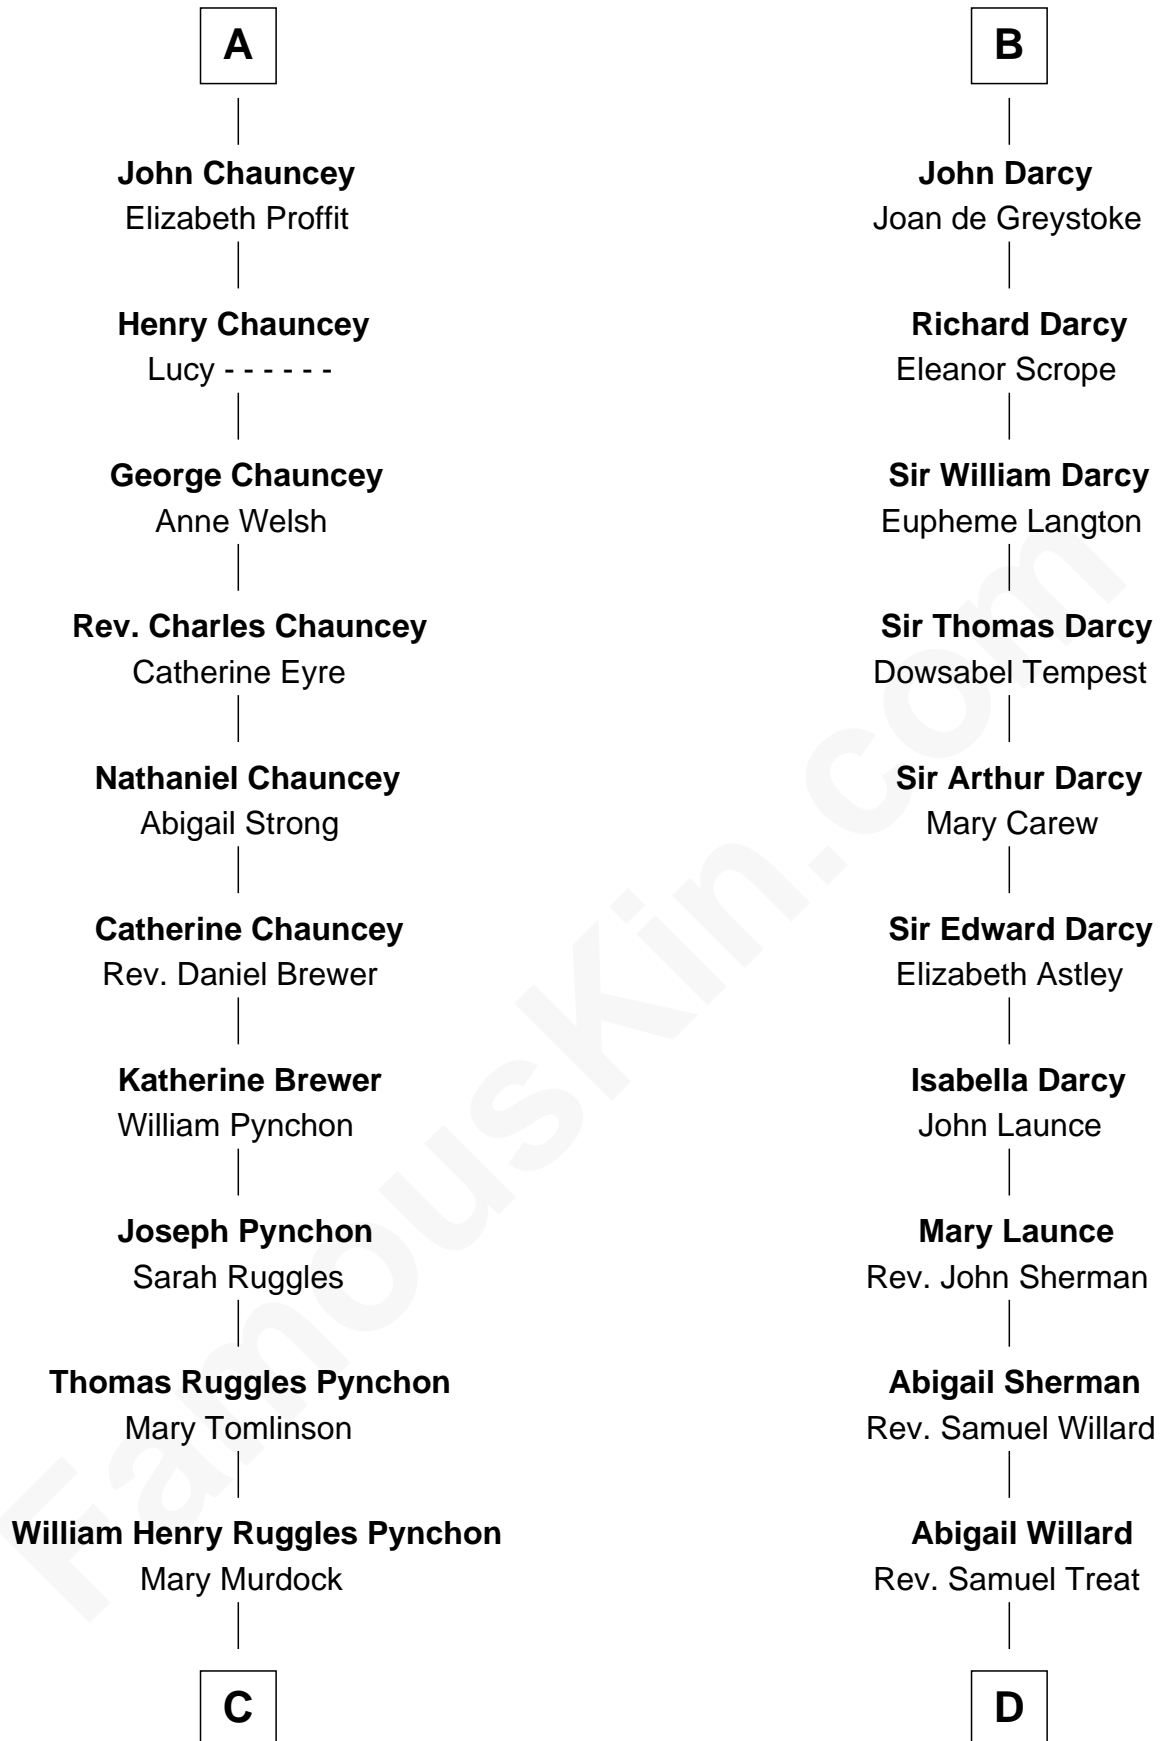 A
John Chauncey
Elizabeth Proffit
Henry Chauncey
Lucy - - - - - -
George Chauncey
Anne Welsh
Rev. Charles Chauncey
Catherine Eyre
Nathaniel Chauncey
Abigail Strong
Catherine Chauncey
Rev. Daniel Brewer
Katherine Brewer
William Pynchon
Joseph Pynchon
Sarah Ruggles
Thomas Ruggles Pynchon
Mary Tomlinson
William Henry Ruggles Pynchon
Mary Murdock
C
B
John Darcy
Joan de Greystoke
Richard Darcy
Eleanor Scrope
Sir William Darcy
Eupheme Langton
Sir Thomas Darcy
Dowsabel Tempest
Sir Arthur Darcy
Mary Carew
Sir Edward Darcy
Elizabeth Astley
Isabella Darcy
John Launce
Mary Launce
Rev. John Sherman
Abigail Sherman
Rev. Samuel Willard
Abigail Willard
Rev. Samuel Treat
D
FamousKin.com